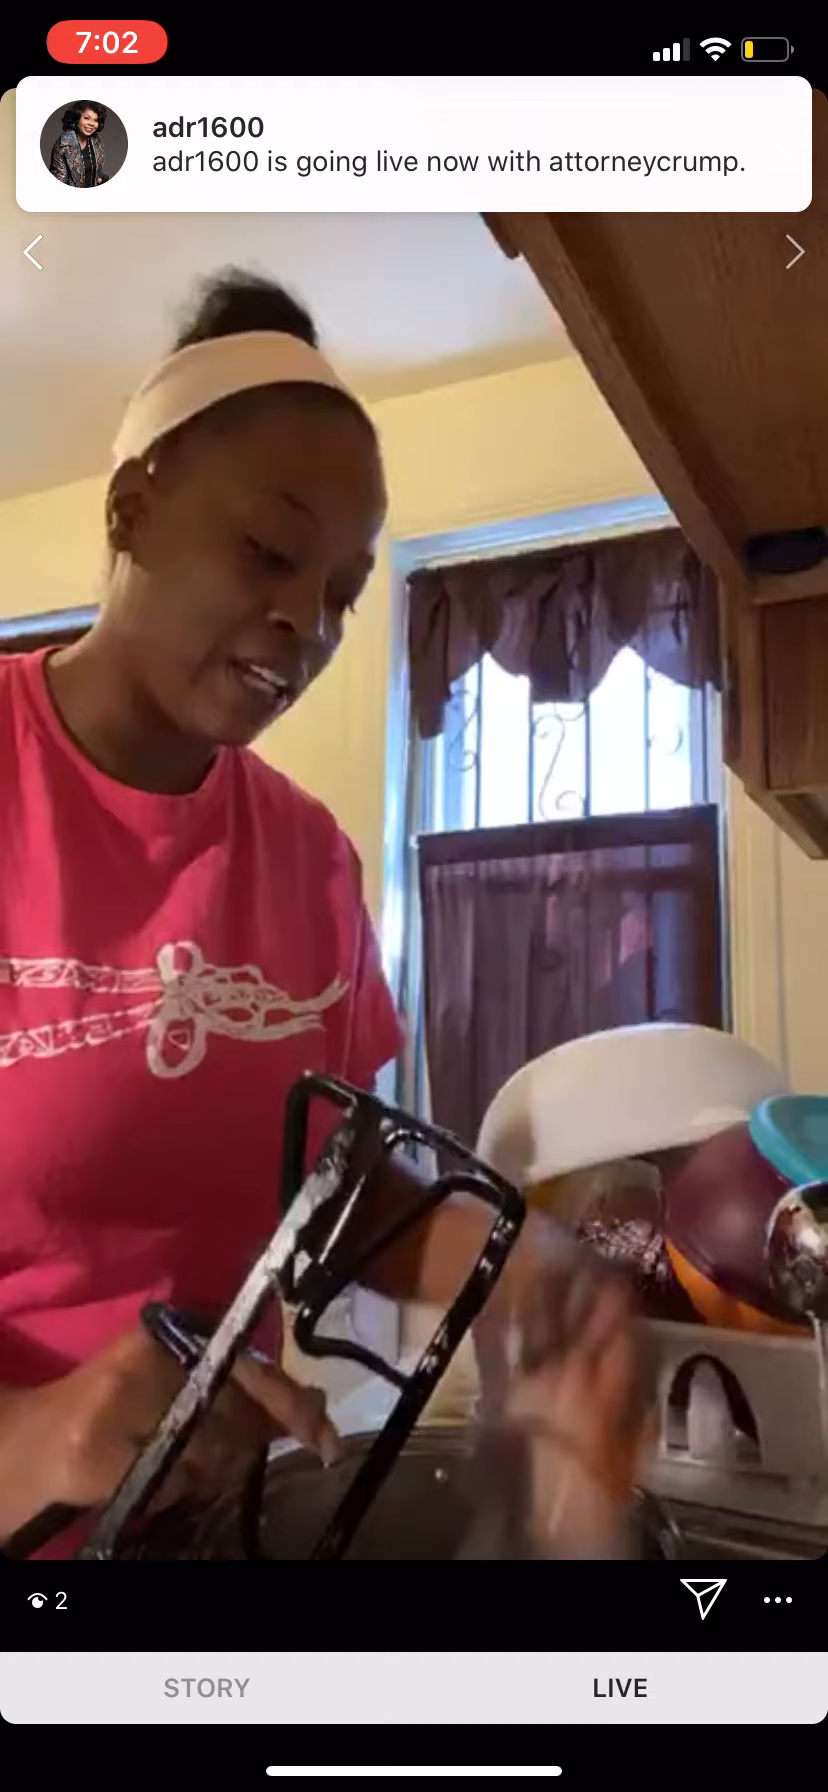 7:02
adr1600
adr1600 is going live now with attorneycrump.
2
STORY
LIVE